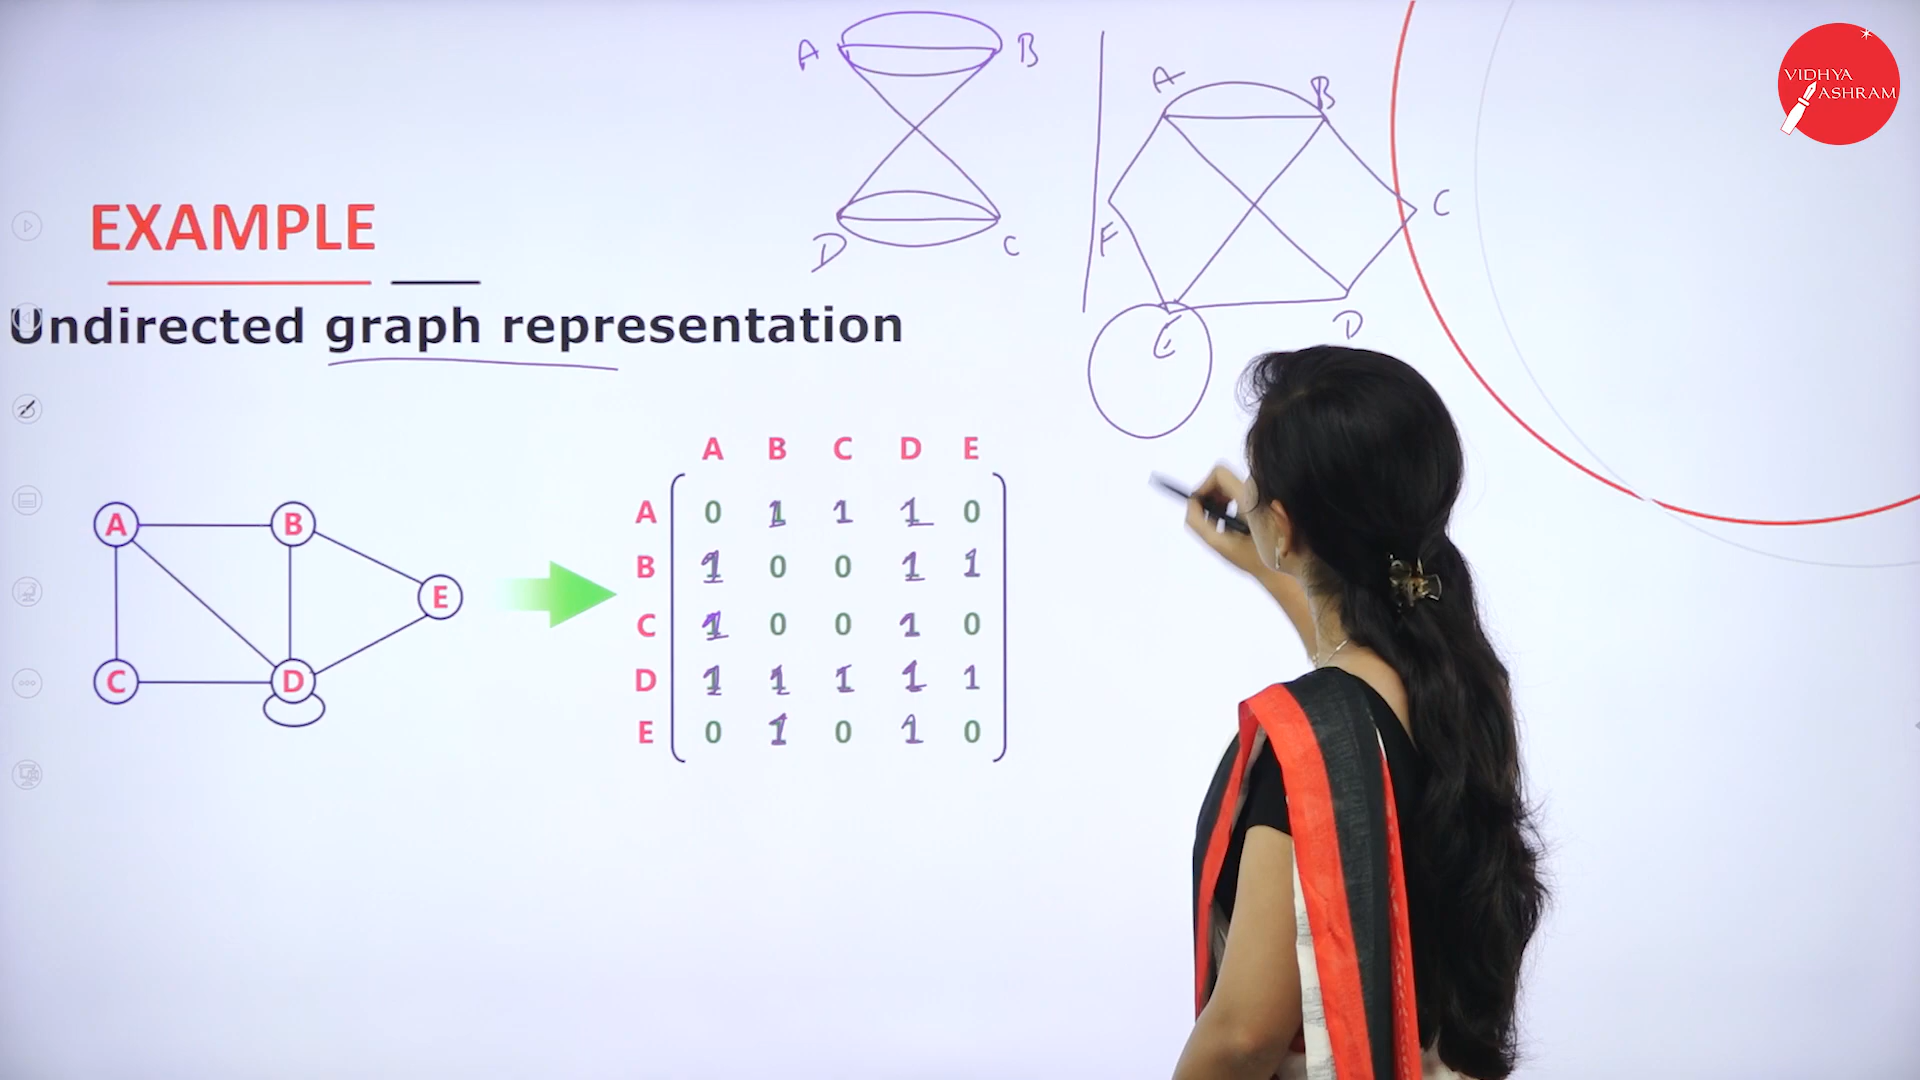 VIDHYA
ASHRAM
A B
D C
A B
F C
E D
EXAMPLE
Undirected graph representation
A B
E
C D
A B C D E
A 0 1 1 1 0
B 1 0 0 1 1
C 1 0 0 1 0
D 1 1 1 1 1
E 0 1 0 1 0